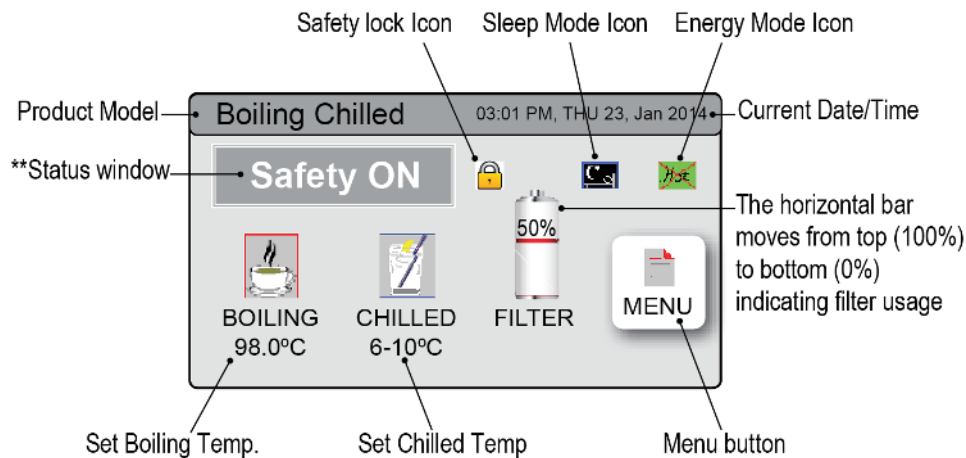 Safety lock Icon Sleep Mode Icon Energy Mode Icon
Product Model
Boiling Chilled
03:01 PM, THU 23, Jan 2014
Current Date/Time
**Status window
Safety ON
50%
The horizontal bar
moves from top (100%)
to bottom (0%)
indicating filter usage
BOILING
98.0ºC
CHILLED
6-10ºC
FILTER
MENU
Set Boiling Temp.
Set Chilled Temp
Menu button